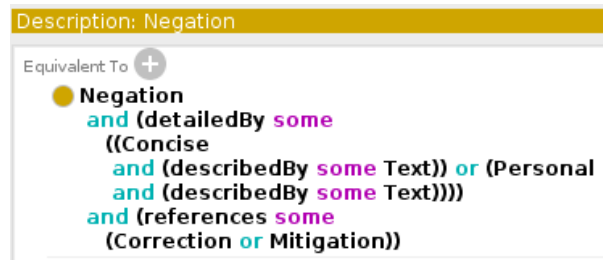 Description: Negation
Equivalent To +
Negation
and (detailedBy some
((Concise
and (describedBy some Text)) or (Personal
and (describedBy some Text))))
and (references some
(Correction or Mitigation))